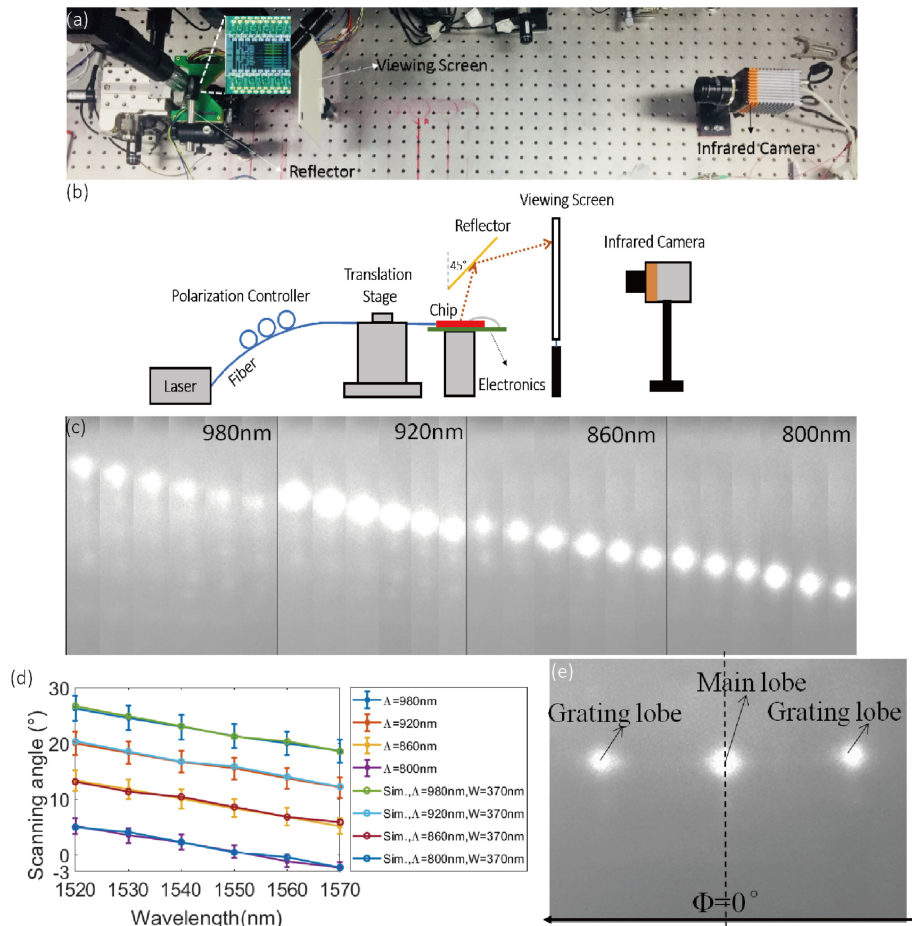 (a)
Viewing Screen
Infrared Camera
Reflector
(b)
Viewing Screen
Reflector
Infrared Camera
45°
Translation
Stage
Polarization Controller
Chip
Fiber
Laser
Electronics
(c)
980nm
920nm
860nm
800nm
(d)
30
20
10
0
-3
Scanning angle (°)
1520 1530 1540 1550 1560 1570
Wavelength(nm)
Λ=980nm
Λ=920nm
Λ=860nm
Λ=800nm
Sim.,Λ=980nm,W=370nm
Sim.,Λ=920nm,W=370nm
Sim.,Λ=860nm,W=370nm
Sim.,Λ=800nm,W=370nm
(e)
Main lobe
Grating lobe
Grating lobe
Φ=0°